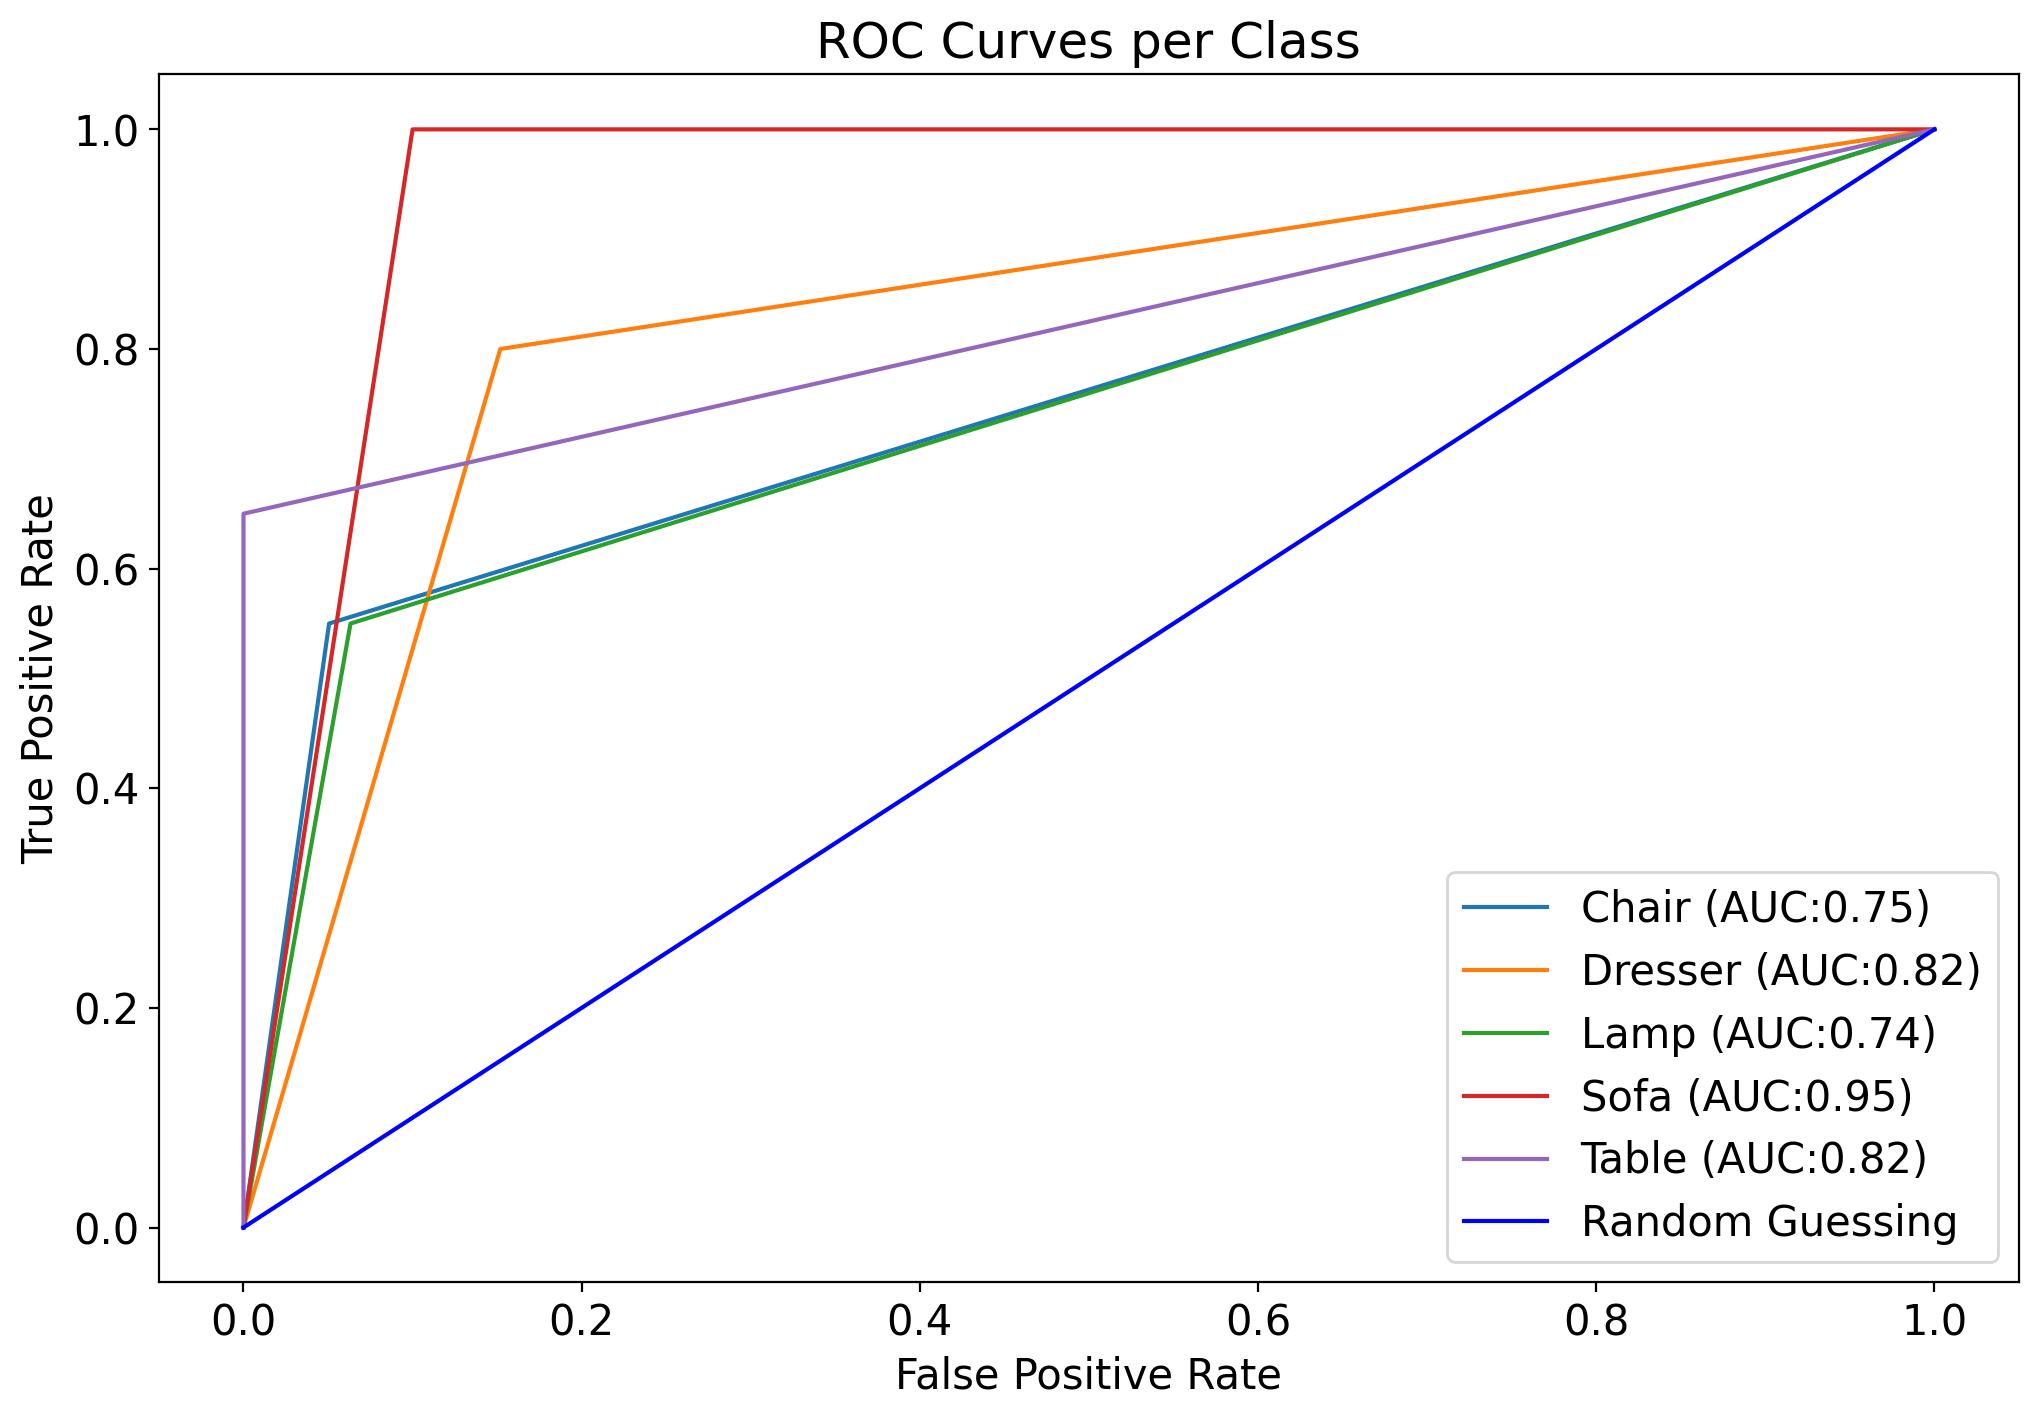 ROC Curves per Class
True Positive Rate
1.0
0.8
0.6
0.4
0.2
0.0
Chair (AUC:0.75)
Dresser (AUC:0.82)
Lamp (AUC:0.74)
Sofa (AUC:0.95)
Table (AUC:0.82)
Random Guessing
0.0 0.2 0.4 0.6 0.8 1.0
False Positive Rate